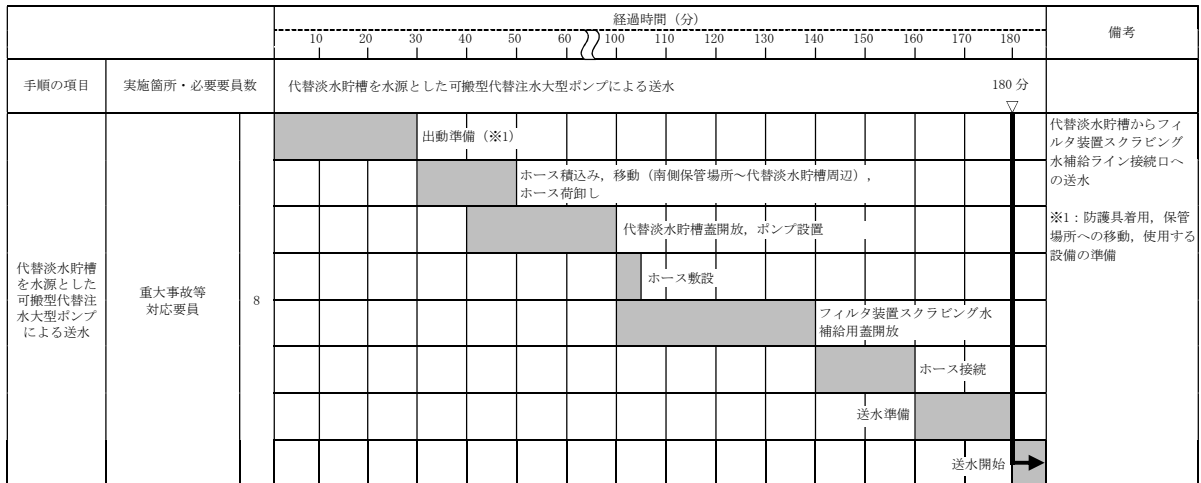 経過時間（分）
備考
10 20 30 40 50 60 100 110 120 130 140 150 160 170 180
手順の項目
実施箇所・必要要員数
代替淡水貯槽を水源とした可搬型代替注水大型ポンプによる送水
180 分
代替淡水貯槽
を水源とした
可搬型代替注
水大型ポンプ
による送水
重大事故等
対応要員
8
出動準備（※1）
ホース積込み，移動（南側保管場所～代替淡水貯槽周辺），
ホース荷卸し
代替淡水貯槽蓋開放，ポンプ設置
ホース敷設
フィルタ装置スクラビング水
補給用蓋開放
ホース接続
送水準備
送水開始
代替淡水貯槽からフィ
ルタ装置スクラビング
水補給ライン接続口へ
の送水
※1：防護具着用，保管
場所への移動，使用する
設備の準備